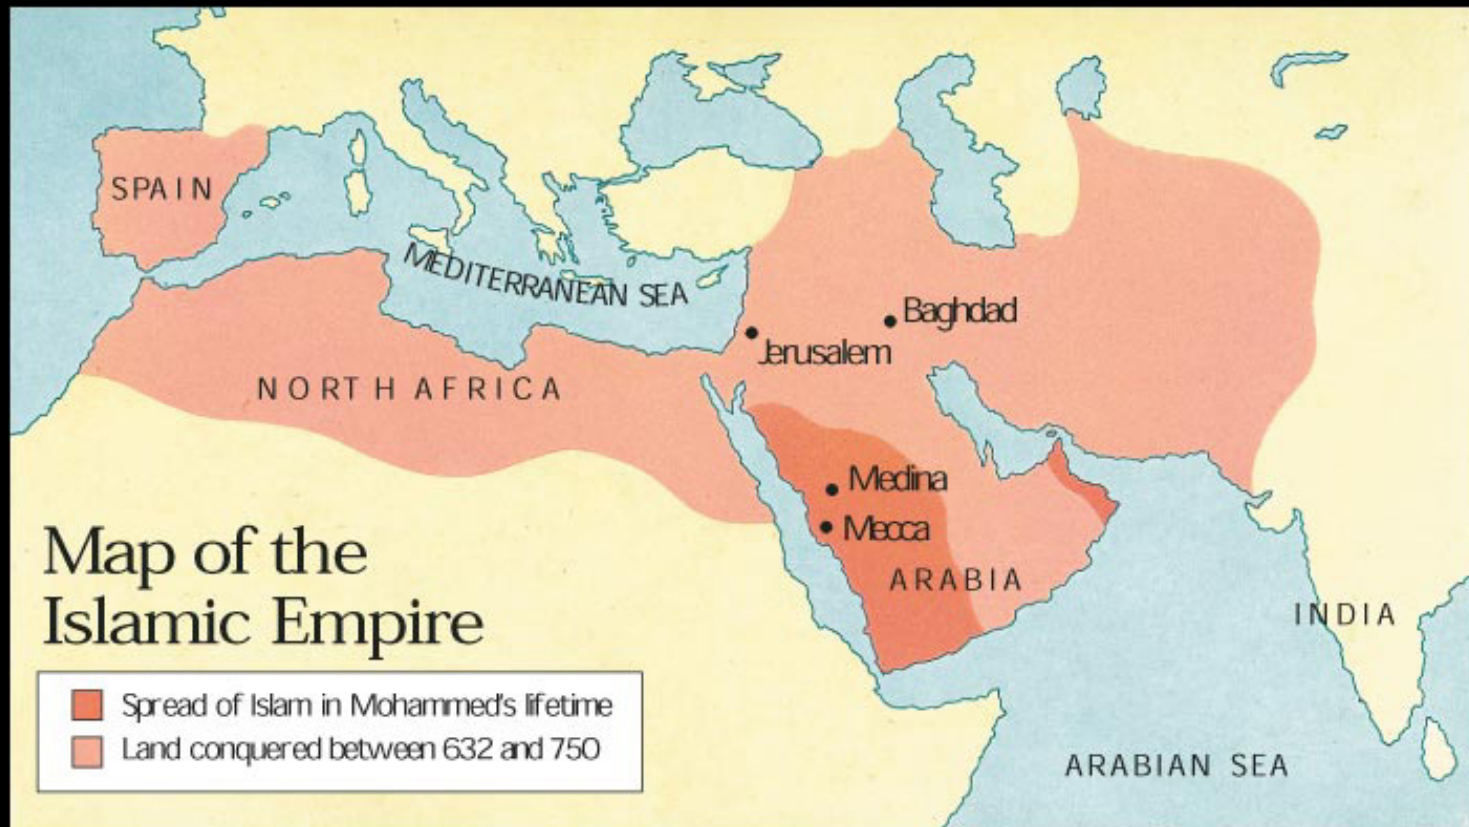 SPAIN
MEDITERRANEAN SEA
Baghdad
Jerusalem
NORTH AFRICA
Medina
Mecca
ARABIA
INDIA
ARABIAN SEA
Map of the
Islamic Empire
Spread of Islam in Mohammed's lifetime
Land conquered between 632 and 750